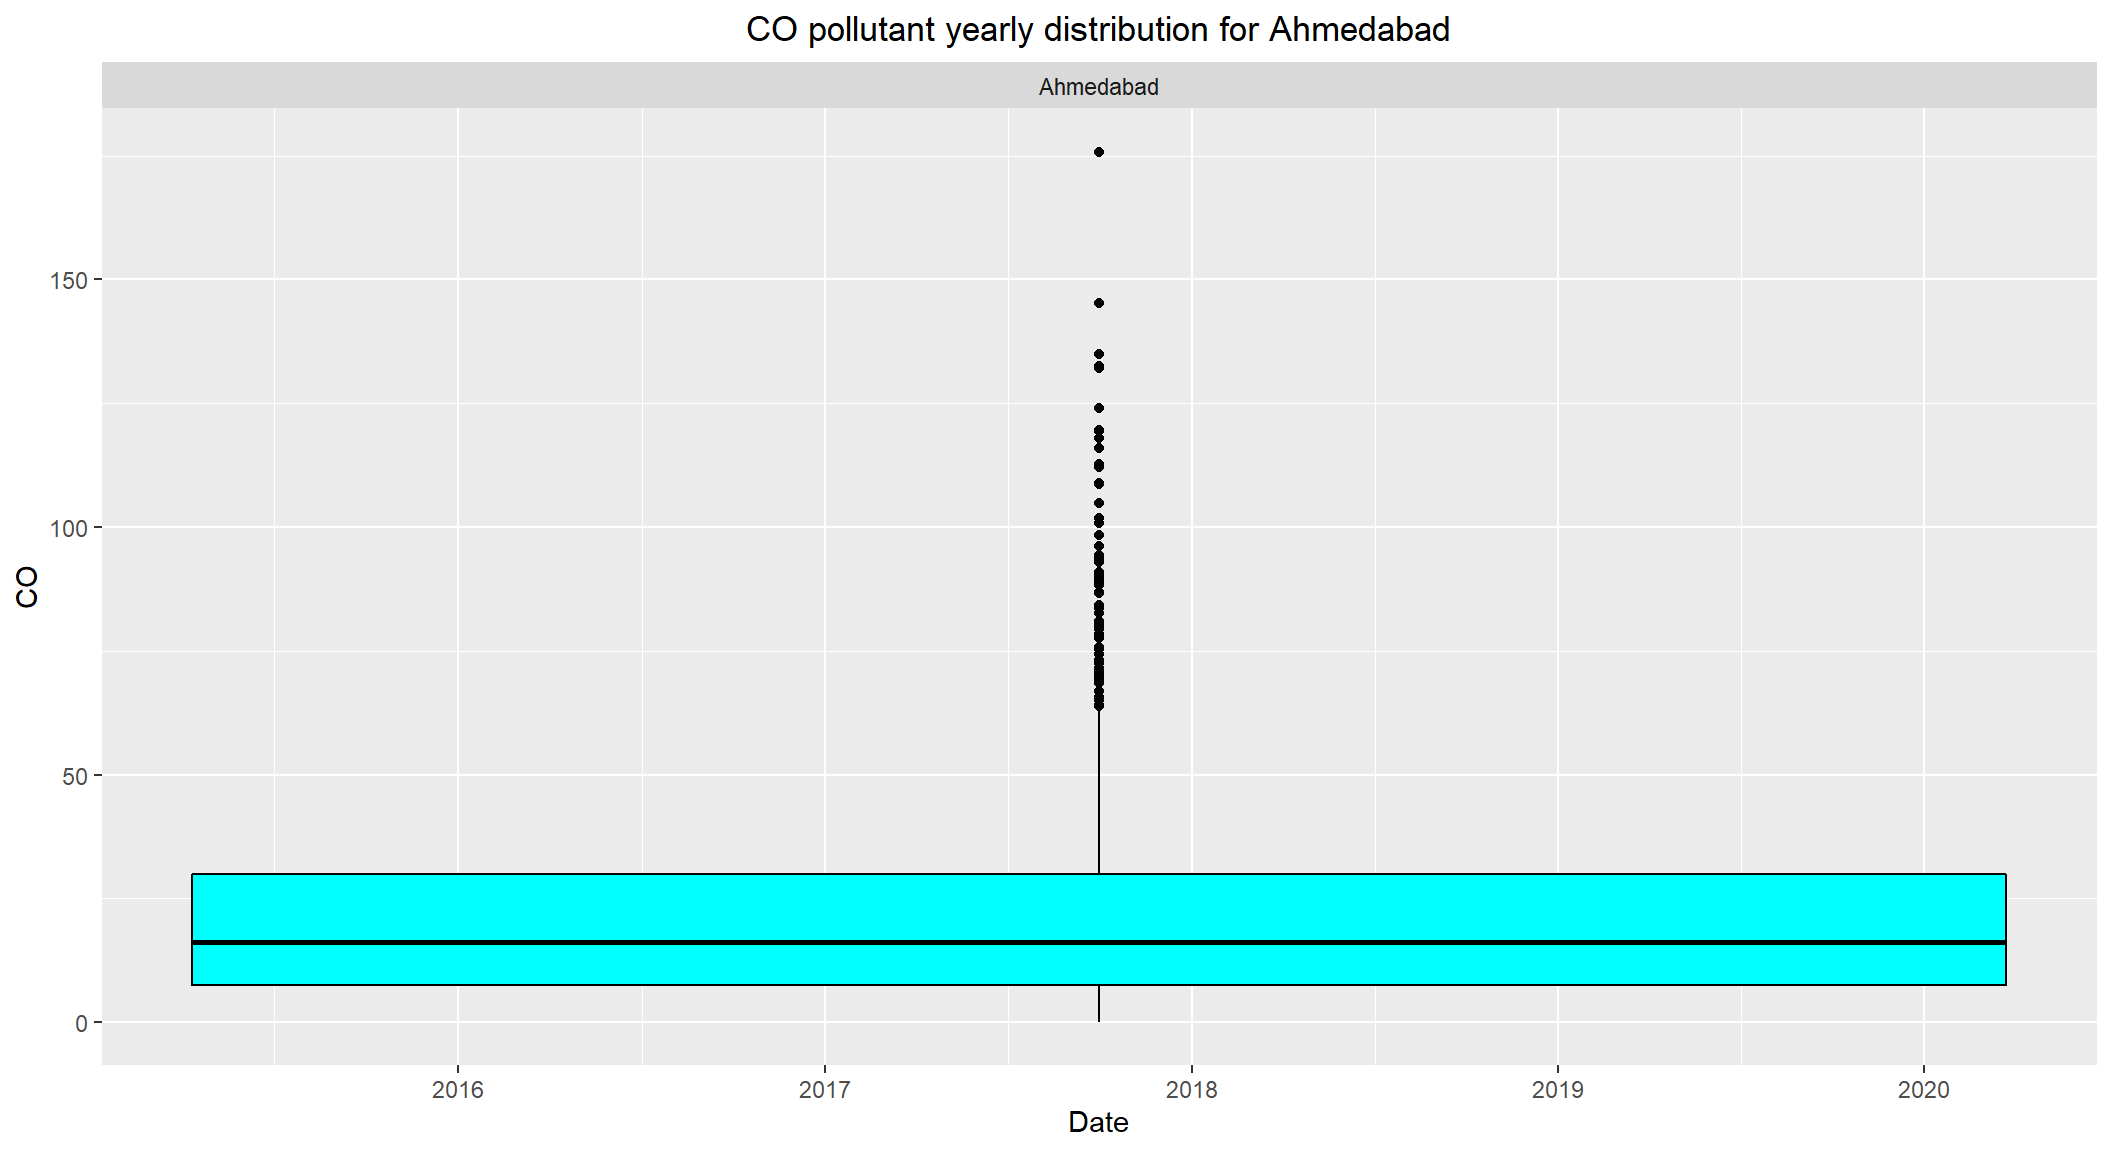 CO pollutant yearly distribution for Ahmedabad
Ahmedabad
150
100
50
0
CO
2016 2017 2018 2019 2020
Date